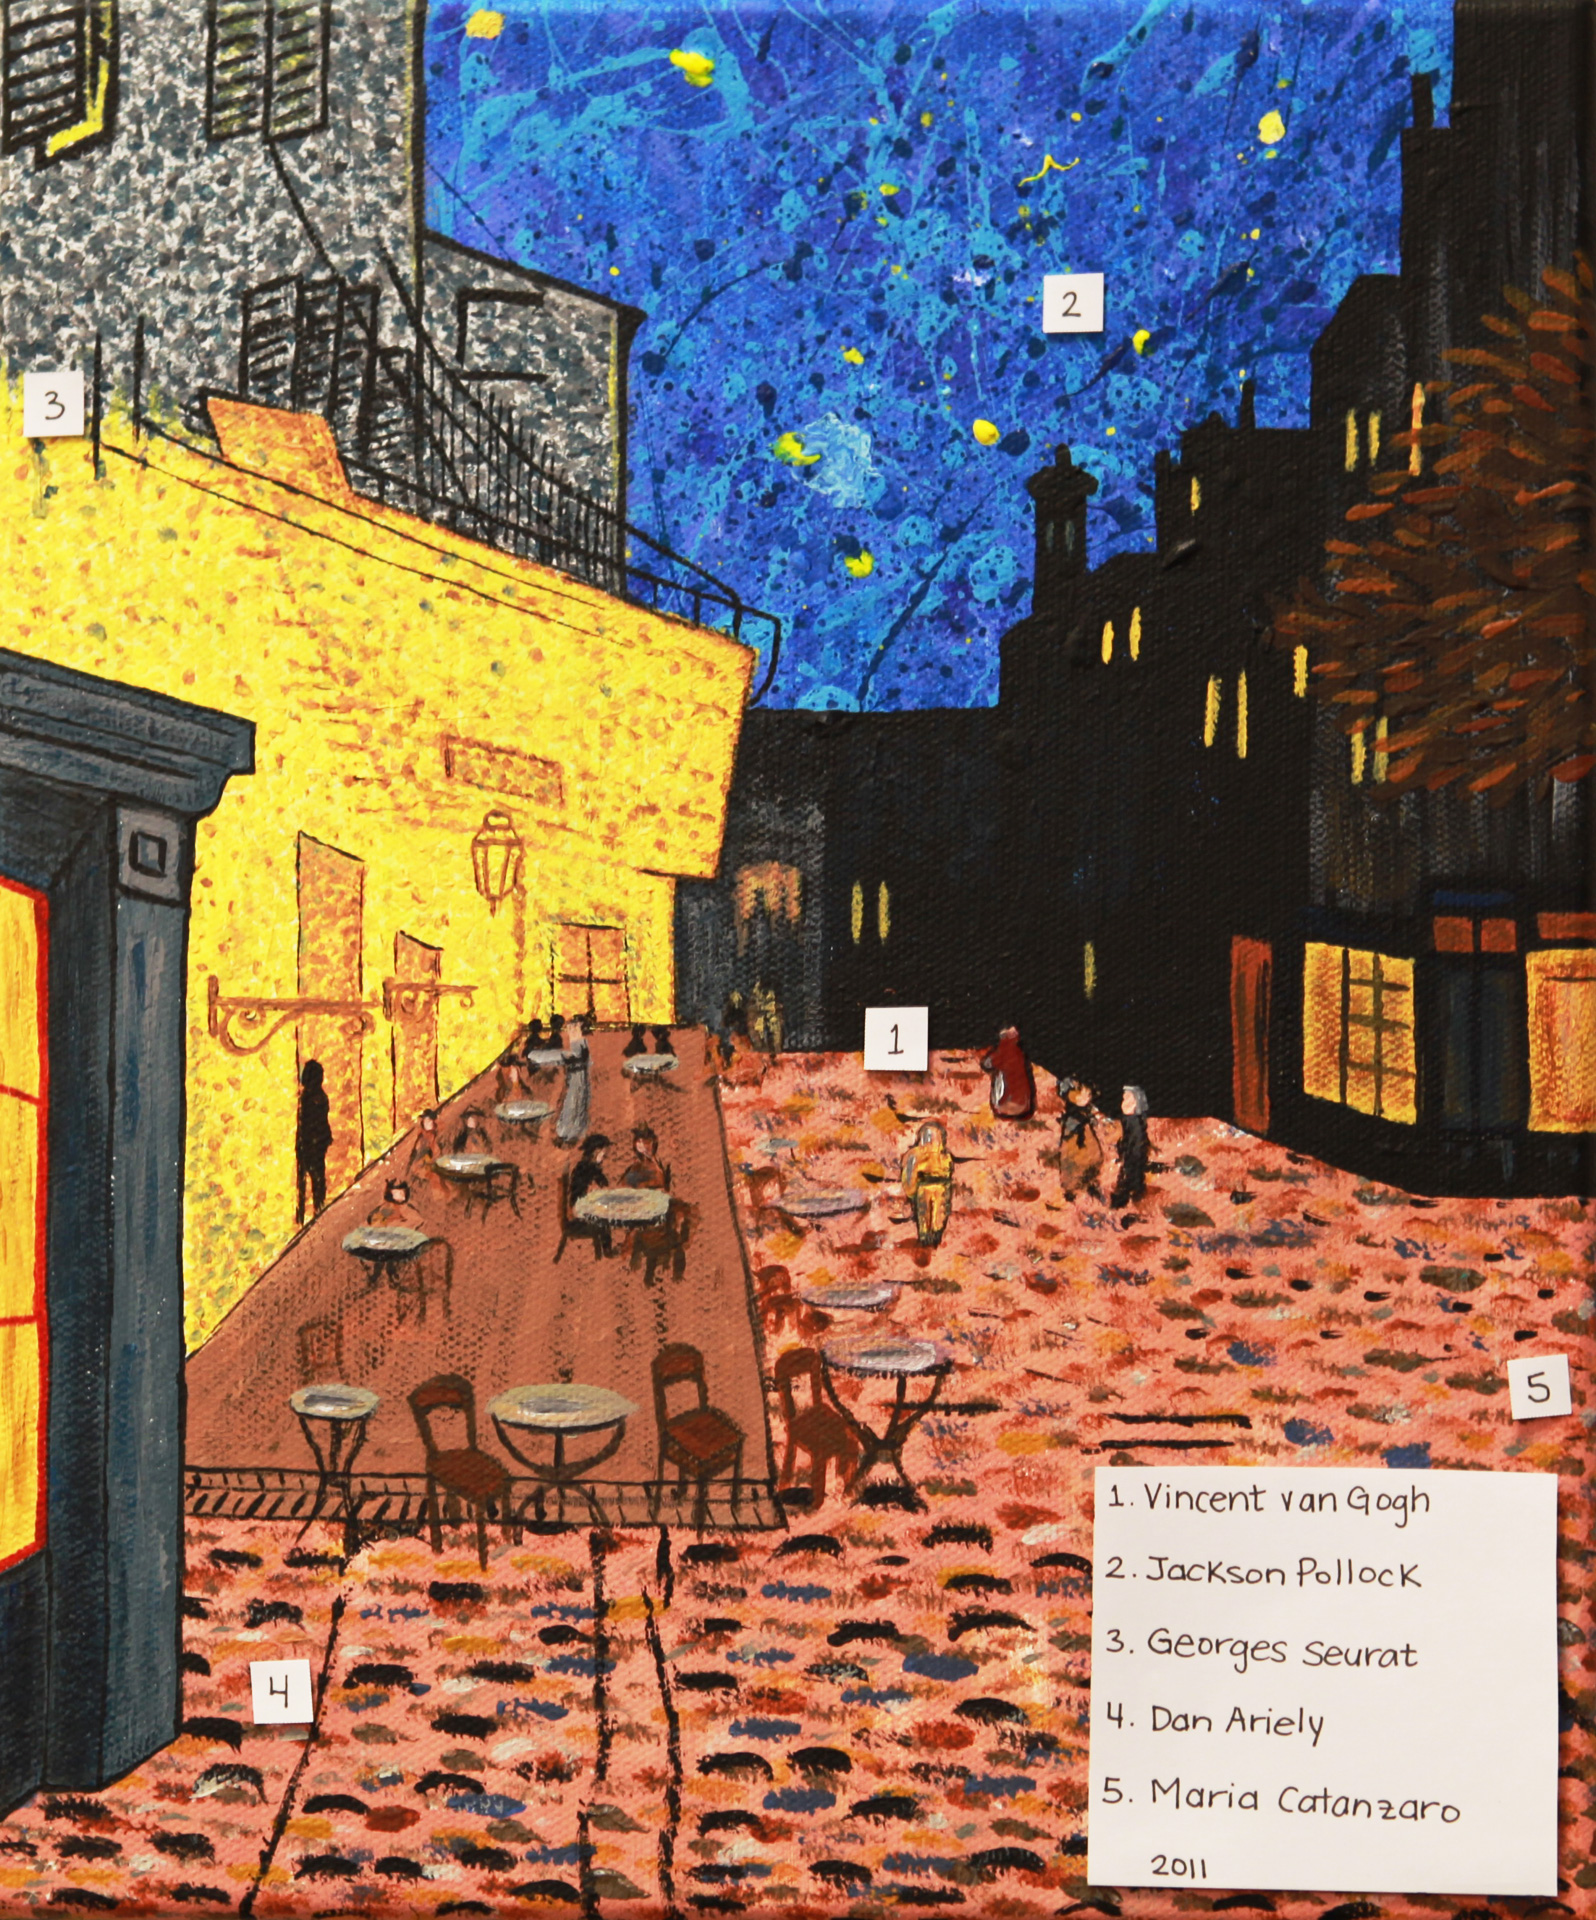 2
3
1
5
4
1. Vincent van Gogh
2. Jackson Pollock
3. Georges Seurat
4. Dan Ariely
5. Maria Catanzaro
2011